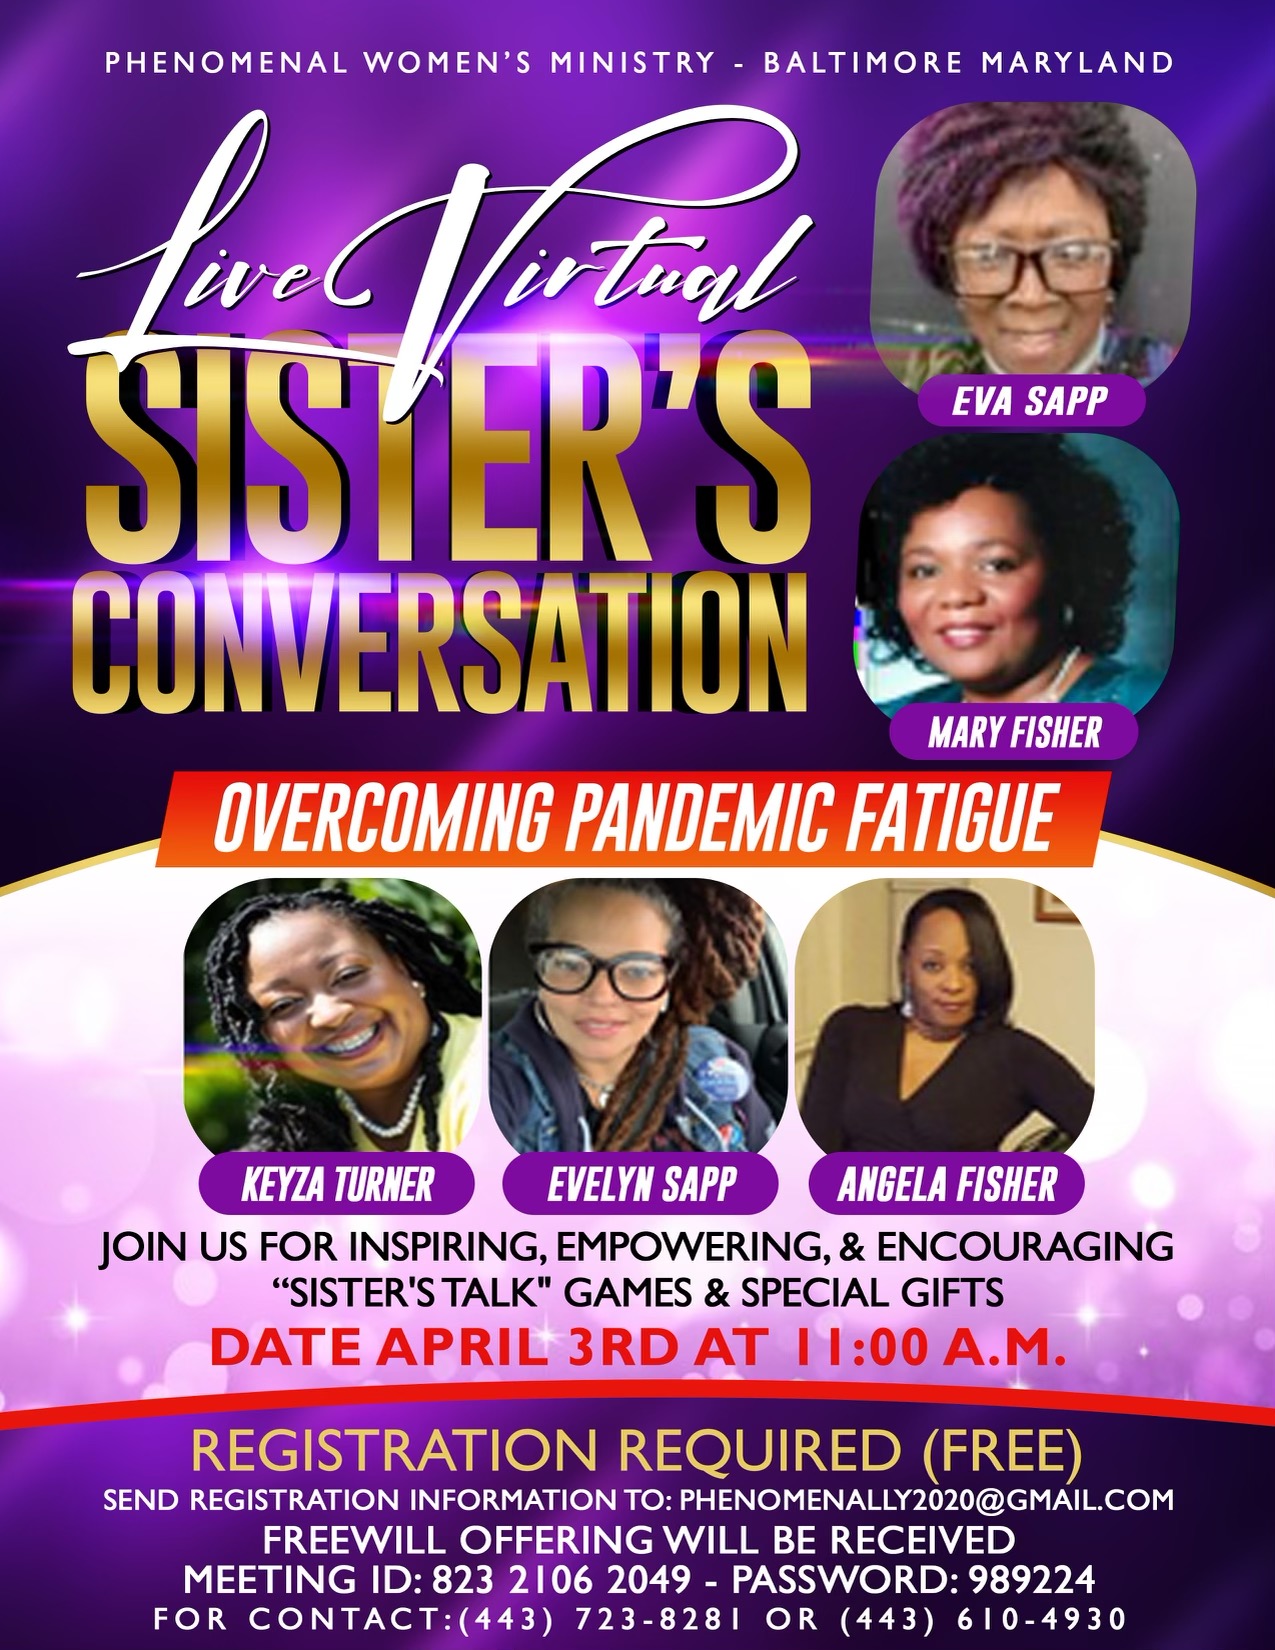 PHENOMENAL WOMEN'S MINISTRY - BALTIMORE MARYLAND
Live Virtual
SISTER'S
CONVERSATION
EVA SAPP
MARY FISHER
OVERCOMING PANDEMIC FATIGUE
KEYZA TURNER
EVELYN SAPP
ANGELA FISHER
JOIN US FOR INSPIRING, EMPOWERING, & ENCOURAGING
“SISTER'S TALK" GAMES & SPECIAL GIFTS
DATE APRIL 3RD AT 11:00 A.M.
REGISTRATION REQUIRED (FREE)
SEND REGISTRATION INFORMATION TO: PHENOMENALLY2020@GMAIL.COM
FREEWILL OFFERING WILL BE RECEIVED
MEETING ID: 823 2106 2049 - PASSWORD: 989224
FOR CONTACT:(443) 723-8281 OR (443) 610-4930